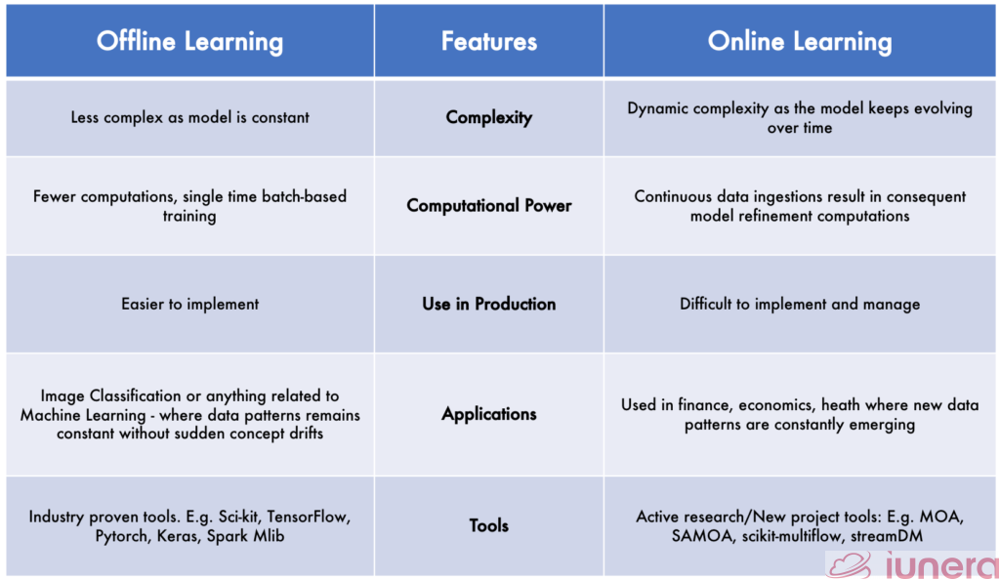 Offline Learning
Features
Online Learning
Less complex as model is constant
Complexity
Dynamic complexity as the model keeps evolving
over time
Fewer computations, single time batch-based
training
Computational Power
Continuous data ingestions result in consequent
model refinement computations
Easier to implement
Use in Production
Difficult to implement and manage
Image Classification or anything related to
Machine Learning - where data patterns remains
constant without sudden concept drifts
Applications
Used in finance, economics, heath where new data
patterns are constantly emerging
Industry proven tools. E.g. Sci-kit, TensorFlow,
Pytorch, Keras, Spark Mlib
Tools
Active research/New project tools: E.g. MOA,
SAMOA, scikit-multiflow, streamDM
iunera